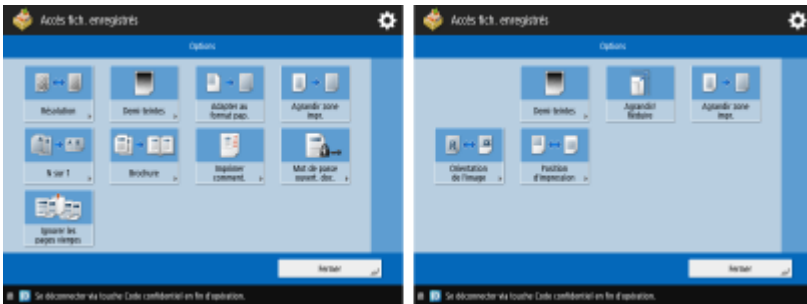 Accès fich. enregistrés
Options
Résolution
Demi-teintes
Adapter au
format pap.
Agrandir zone
impr.
N sur 1
Brochure
Imprimer
comment.
Mot de passe
ouvert. doc.
Ignorer les
pages vierges
Fermer
Se déconnecter via touche Code confidentiel en fin d'opération.
Accès fich. enregistrés
Options
Demi-teintes
Agrandir/
Réduire
Agrandir zone
impr.
Orientation
de l'image
Position
d'impression
Fermer
Se déconnecter via touche Code confidentiel en fin d'opération.